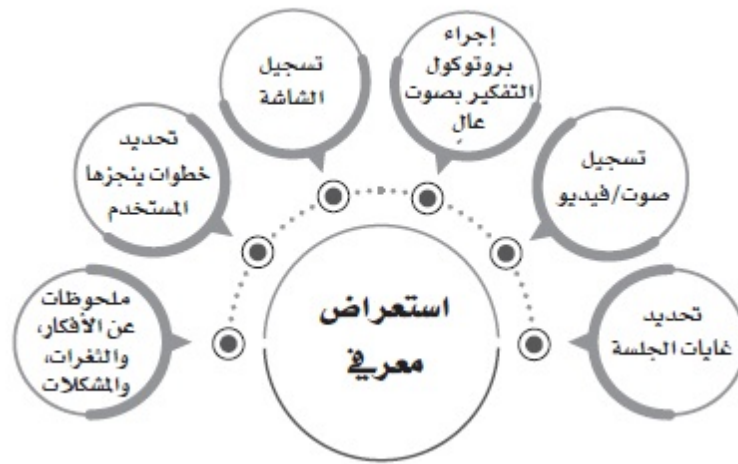 إجراء
بروتوكول
التفكير بصوت
عالٍ
تسجيل
الشاشة
تسجيل
صوت/فيديو
تحديد
خطوات ينجزها
المستخدم
تحديد
غايات الجلسة
استعراض
معرفي
ملحوظات
عن الأفكار،
والثغرات،
والمشكلات